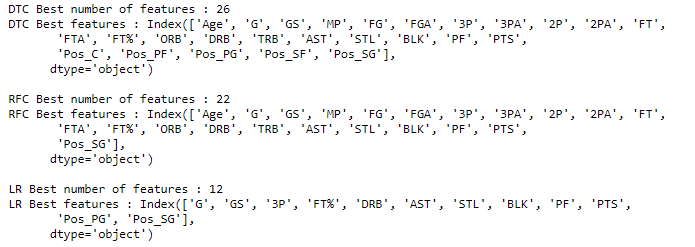 DTC Best number of features : 26
DTC Best features : Index(['Age', 'G', 'GS', 'MP', 'FG', 'FGA', '3P', '3PA', '2P', '2PA', 'FT',
'FTA', 'FT%', 'ORB', 'DRB', 'TRB', 'AST', 'STL', 'BLK', 'PF', 'PTS',
'Pos_C', 'Pos_PF', 'Pos_PG', 'Pos_SF', 'Pos_SG'],
dtype='object')
RFC Best number of features : 22
RFC Best features : Index(['Age', 'G', 'GS', 'MP', 'FG', 'FGA', '3P', '3PA', '2P', '2PA', 'FT',
'FTA', 'FT%', 'ORB', 'DRB', 'TRB', 'AST', 'STL', 'BLK', 'PF', 'PTS',
'Pos_SG'],
dtype='object')
LR Best number of features : 12
LR Best features : Index(['G', 'GS', '3P', 'FT%', 'DRB', 'AST', 'STL', 'BLK', 'PF', 'PTS',
'Pos_PG', 'Pos_SG'],
dtype='object')